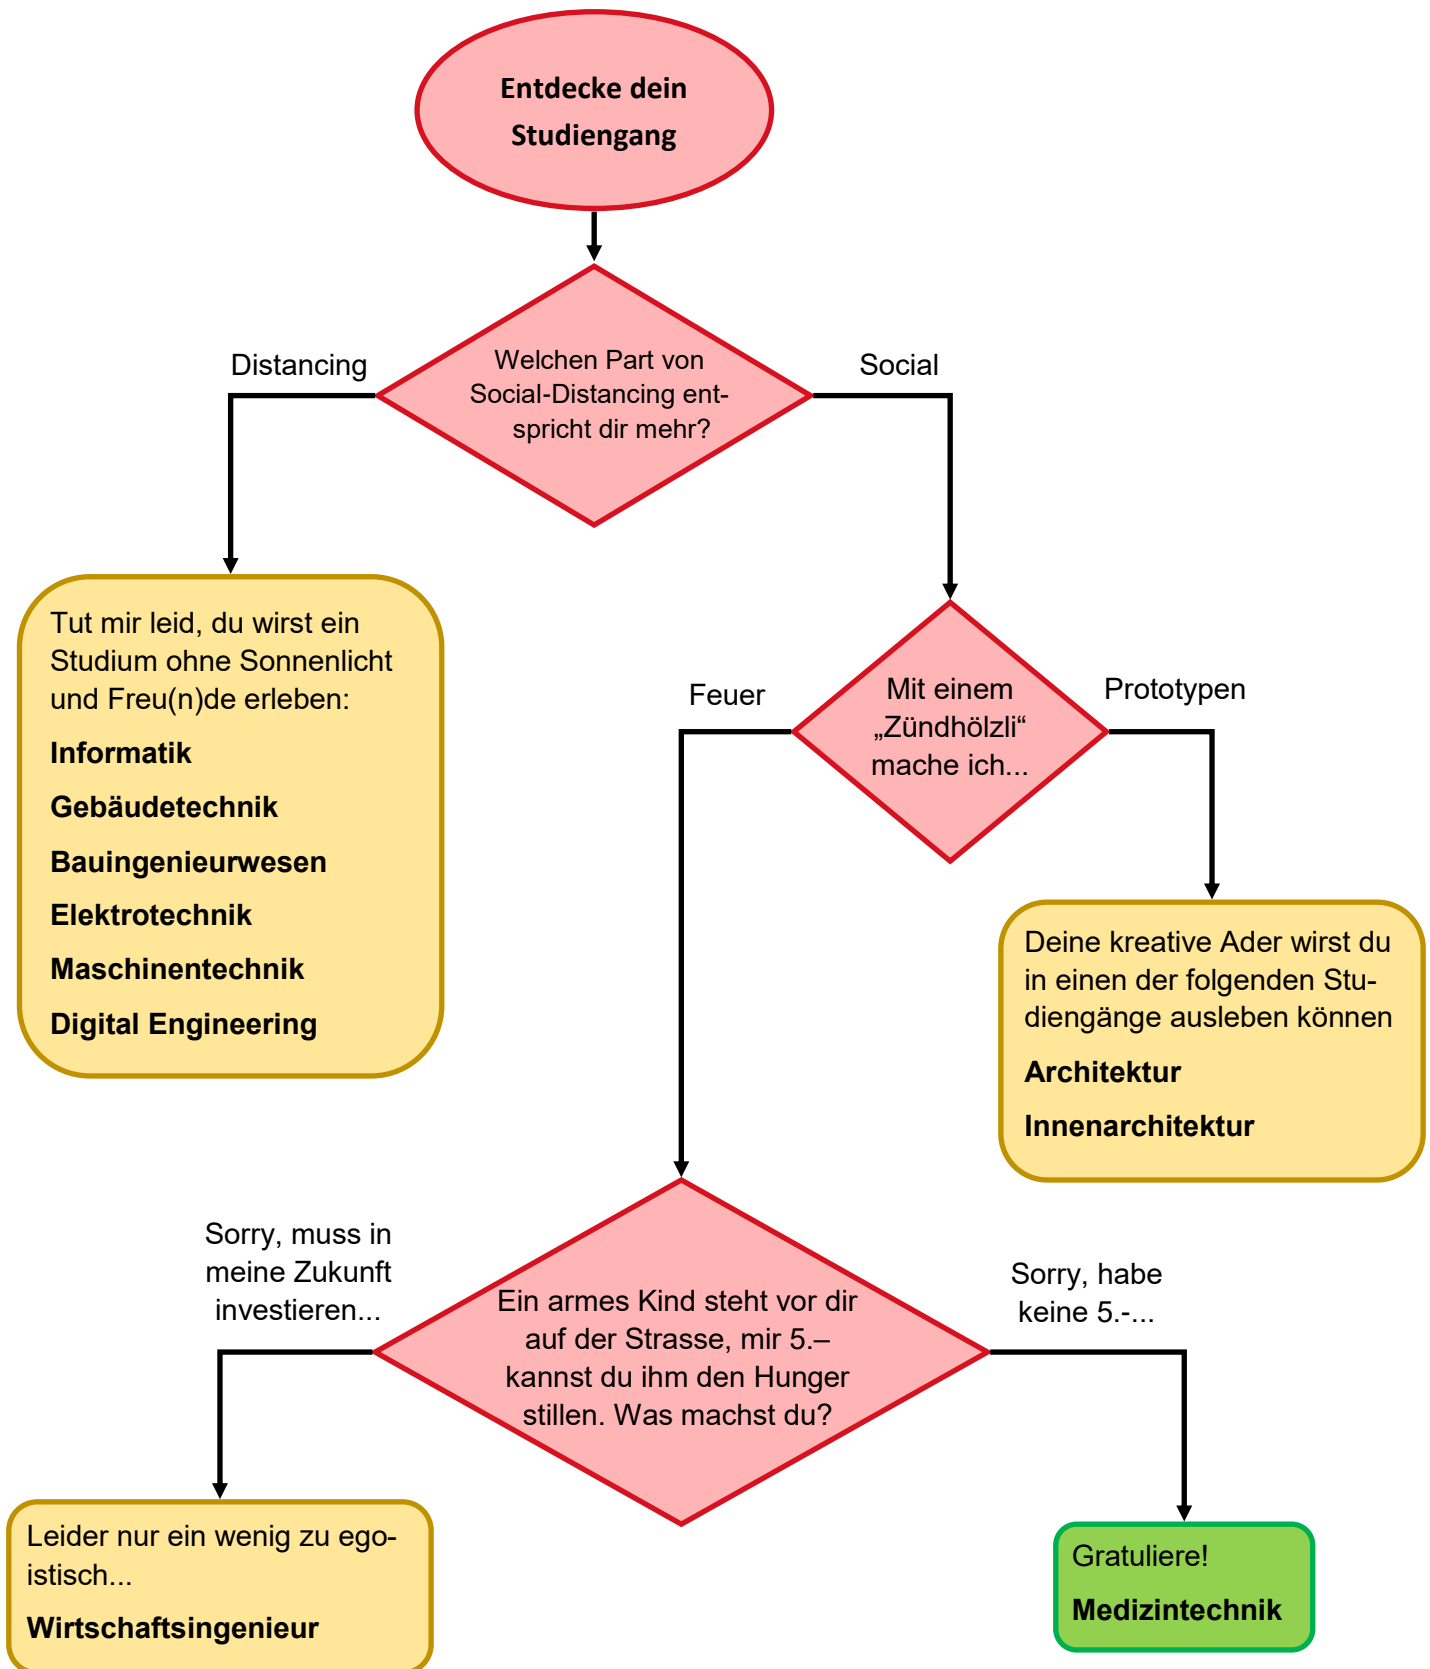 Entdecke dein
Studiengang
Welchen Part von
Social-Distancing ent-
spricht dir mehr?
Distancing
Social
Tut mir leid, du wirst ein
Studium ohne Sonnenlicht
und Freu(n)de erleben:
Informatik
Gebäudetechnik
Bauingenieurwesen
Elektrotechnik
Maschinentechnik
Digital Engineering
Mit einem
„Zündhölzli“
mache ich...
Feuer
Prototypen
Deine kreative Ader wirst du
in einen der folgenden Stu-
diengänge ausleben können
Architektur
Innenarchitektur
Ein armes Kind steht vor dir
auf der Strasse, mir 5.–
kannst du ihm den Hunger
stillen. Was machst du?
Sorry, muss in
meine Zukunft
investieren...
Sorry, habe
keine 5.-...
Leider nur ein wenig zu ego-
istisch...
Wirtschaftsingenieur
Gratuliere!
Medizintechnik